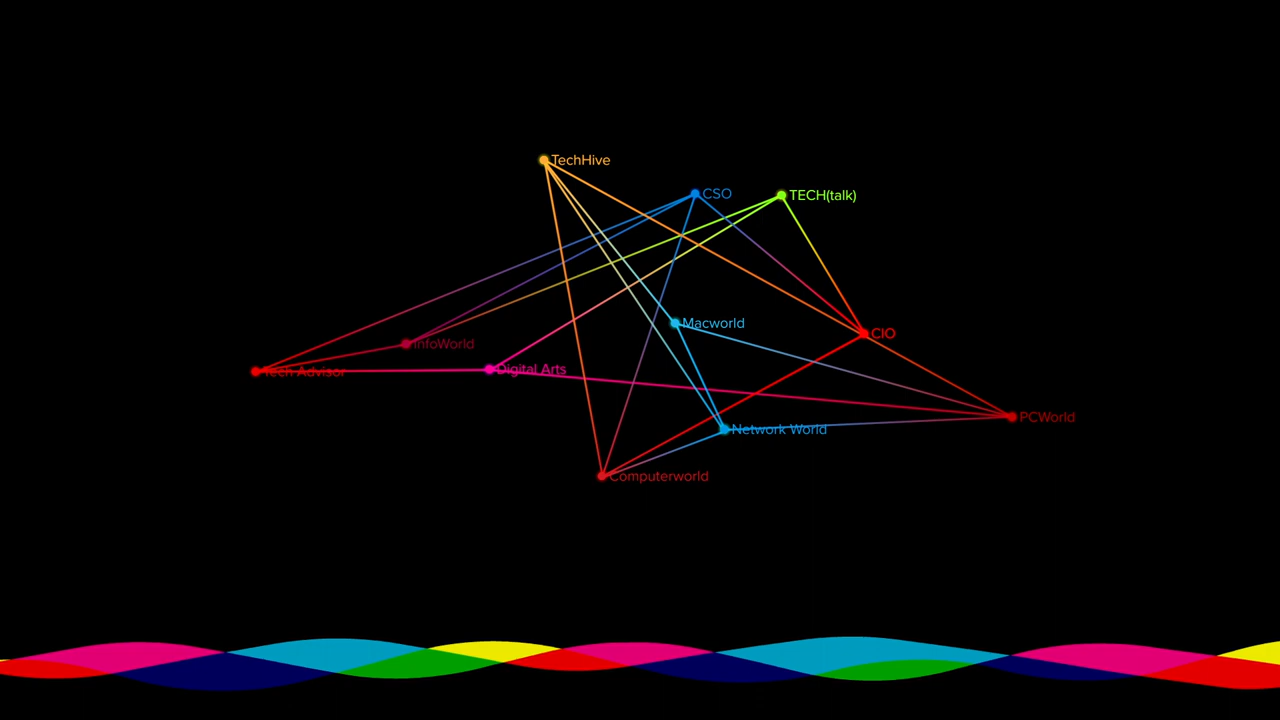 TechHive
CSO
TECH(talk)
Macworld
CIO
InfoWorld
Tech Advisor
Digital Arts
PCWorld
Network World
Computerworld